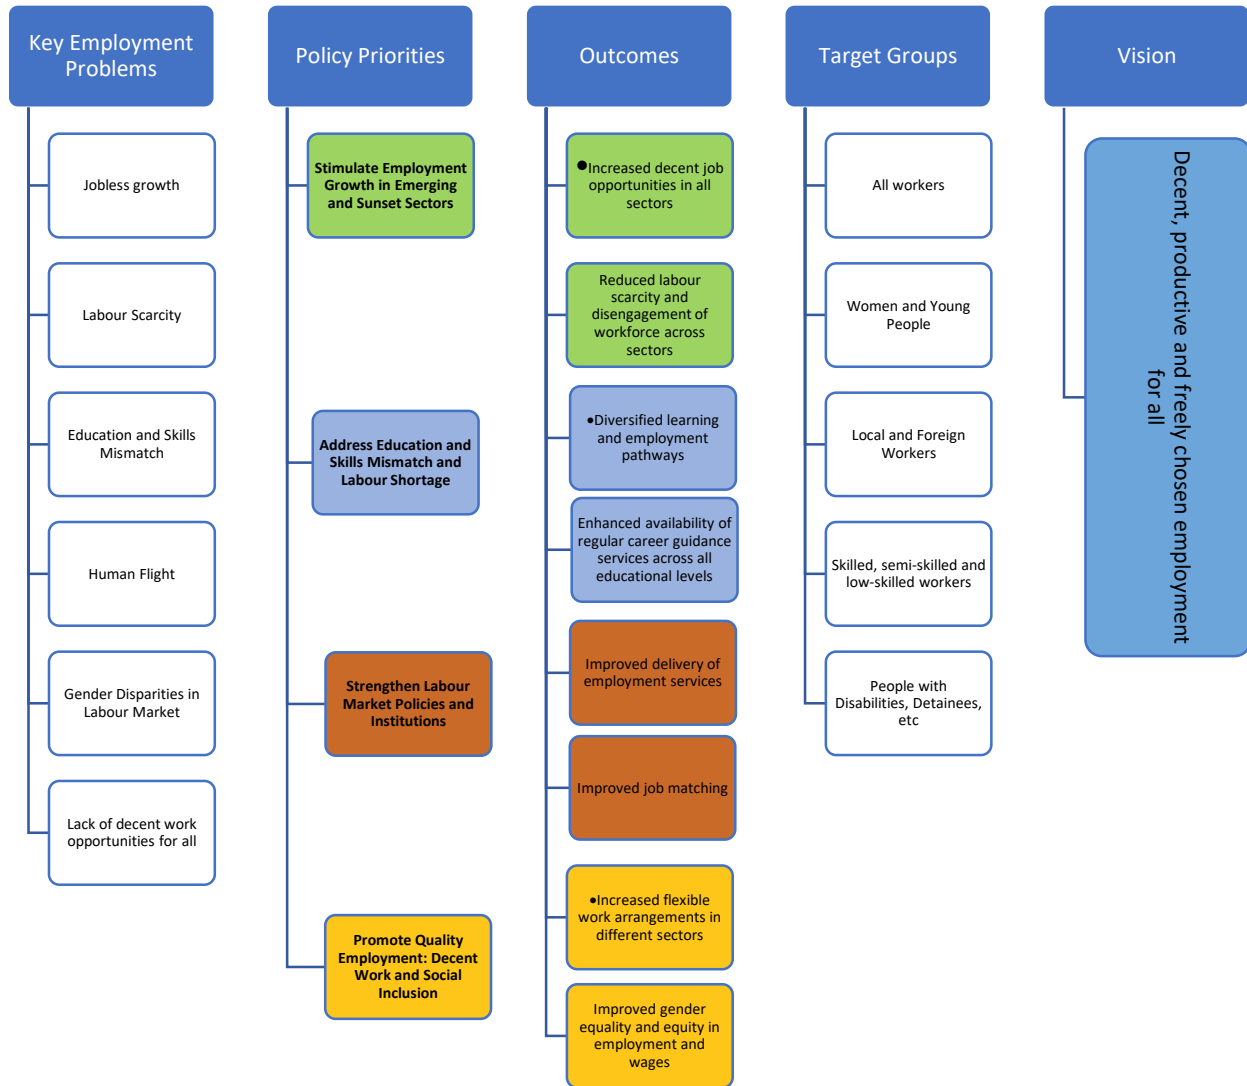 Key Employment
Problems
Policy Priorities
Outcomes
Target Groups
Vision
Jobless growth
Labour Scarcity
Education and Skills
Mismatch
Human Flight
Gender Disparities in
Labour Market
Lack of decent work
opportunities for all
Stimulate Employment
Growth in Emerging
and Sunset Sectors
Address Education and
Skills Mismatch and
Labour Shortage
Strengthen Labour
Market Policies and
Institutions
Promote Quality
Employment: Decent
Work and Social
Inclusion
•Increased decent job
opportunities in all
sectors
Reduced labour
scarcity and
disengagement of
workforce across
sectors
•Diversified learning
and employment
pathways
Enhanced availability of
regular career guidance
services across all
educational levels
Improved delivery of
employment services
Improved job matching
•Increased flexible
work arrangements in
different sectors
Improved gender
equality and equity in
employment and
wages
All workers
Women and Young
People
Local and Foreign
Workers
Skilled, semi-skilled and
low-skilled workers
People with
Disabilities, Detainees,
etc
Decent, productive and freely chosen employment
for all